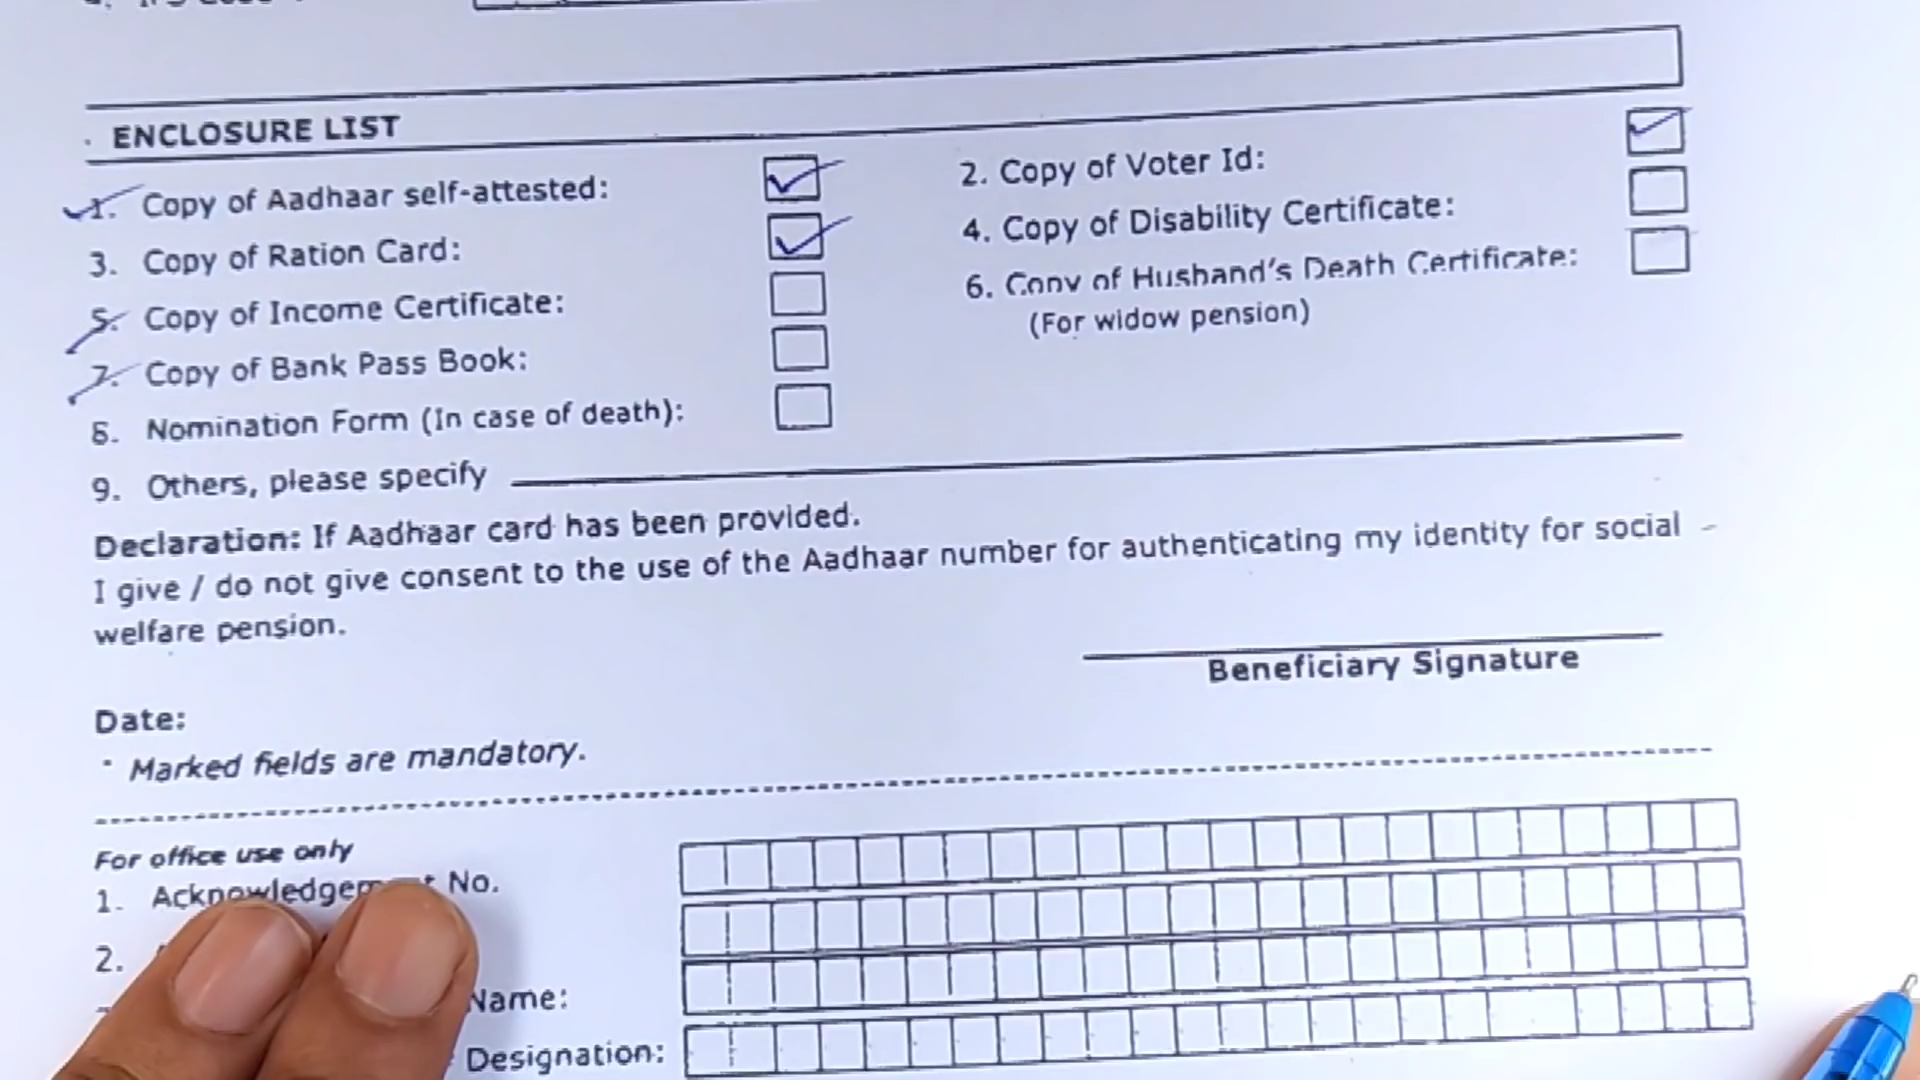 ENCLOSURE LIST
1. Copy of Aadhaar self-attested:
2. Copy of Voter Id:
3. Copy of Ration Card:
4. Copy of Disability Certificate:
5. Copy of Income Certificate:
6. Copy of Husband's Death Certificate:
(For widow pension)
7. Copy of Bank Pass Book:
8. Nomination Form (In case of death):
9. Others, please specify
Declaration: If Aadhaar card has been provided.
I give / do not give consent to the use of the Aadhaar number for authenticating my identity for social
welfare pension.
Beneficiary Signature
Date:
* Marked fields are mandatory.
For office use only
1. Acknowledgement No.
2.
Name:
Designation: